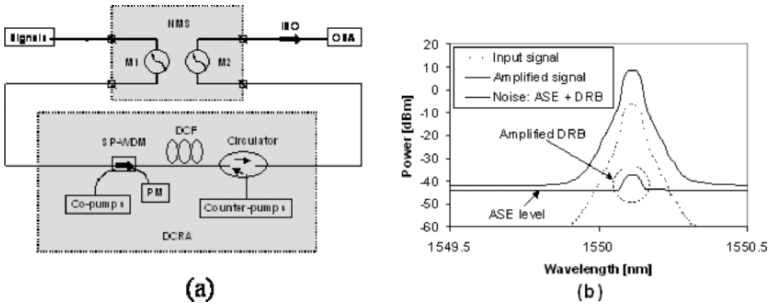 (a)
Signals
NMS
ISO
OSA
M1
M2
SP-WDM
DCF
Circulator
Co-pumps
PM
Counter-pumps
DCRA
(b)
Power [dBm]
20
10
0
-10
-20
-30
-40
-50
-60
Input signal
Amplified signal
Noise: ASE + DRB
Amplified DRB
ASE level
1549.5
1550
1550.5
Wavelength [nm]
(a)
(b)